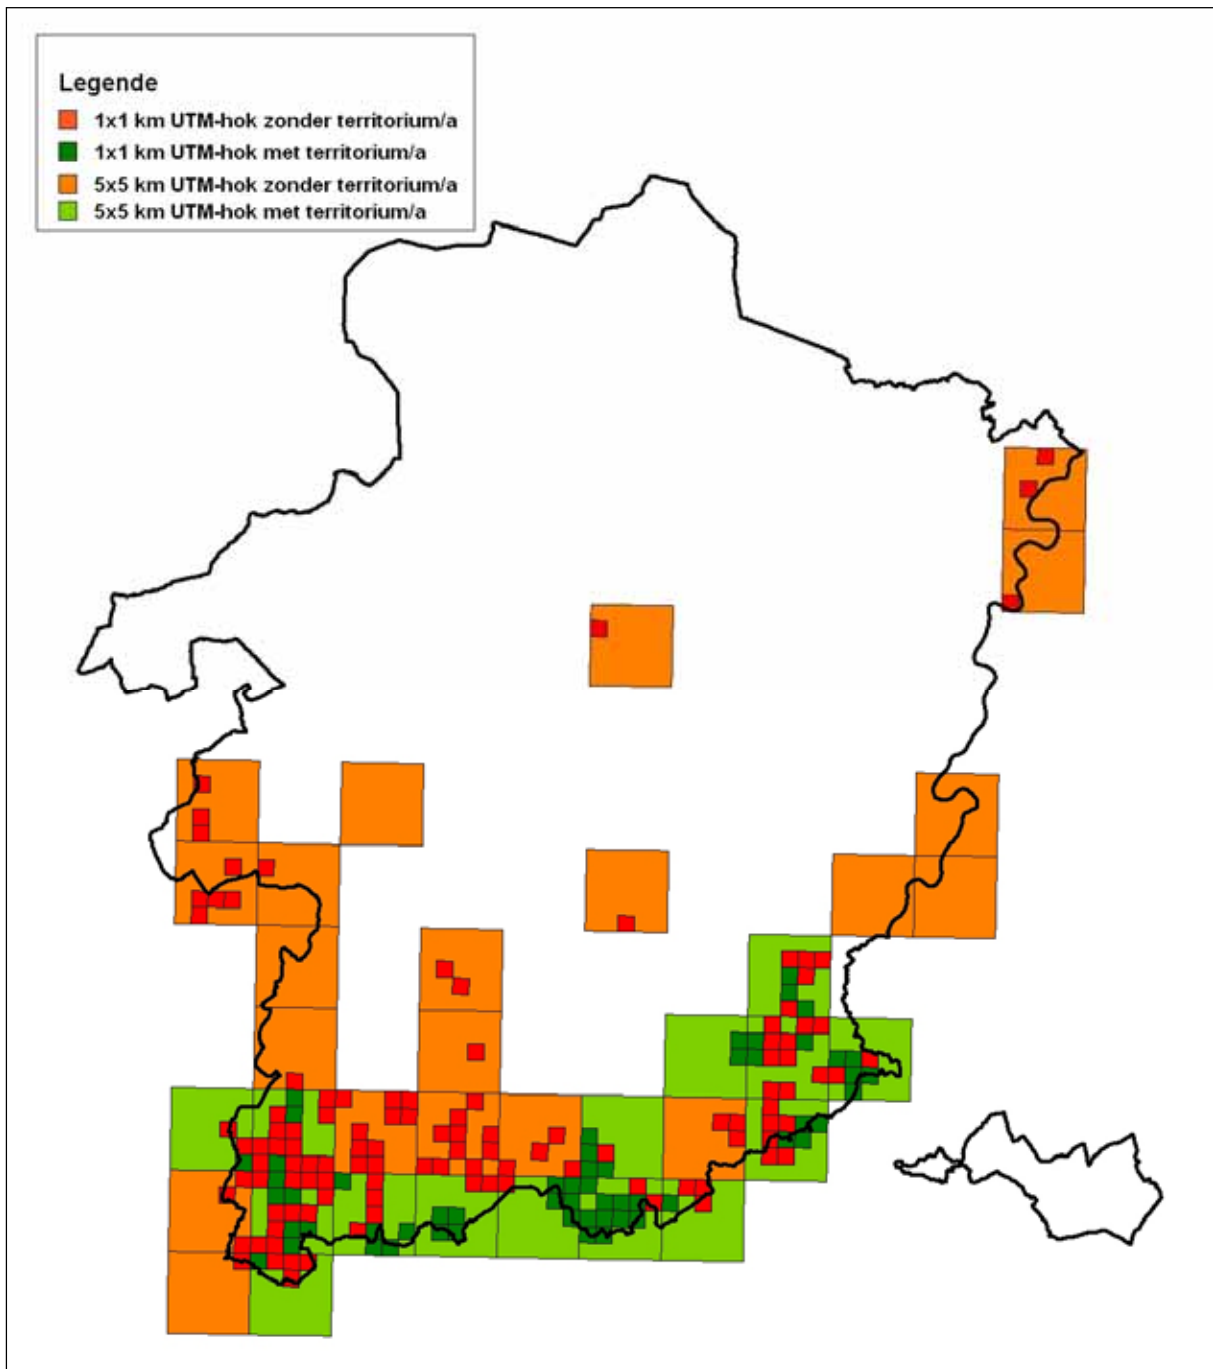 Legende
1x1 km UTM-hok zonder territorium/a
1x1 km UTM-hok met territorium/a
5x5 km UTM-hok zonder territorium/a
5x5 km UTM-hok met territorium/a